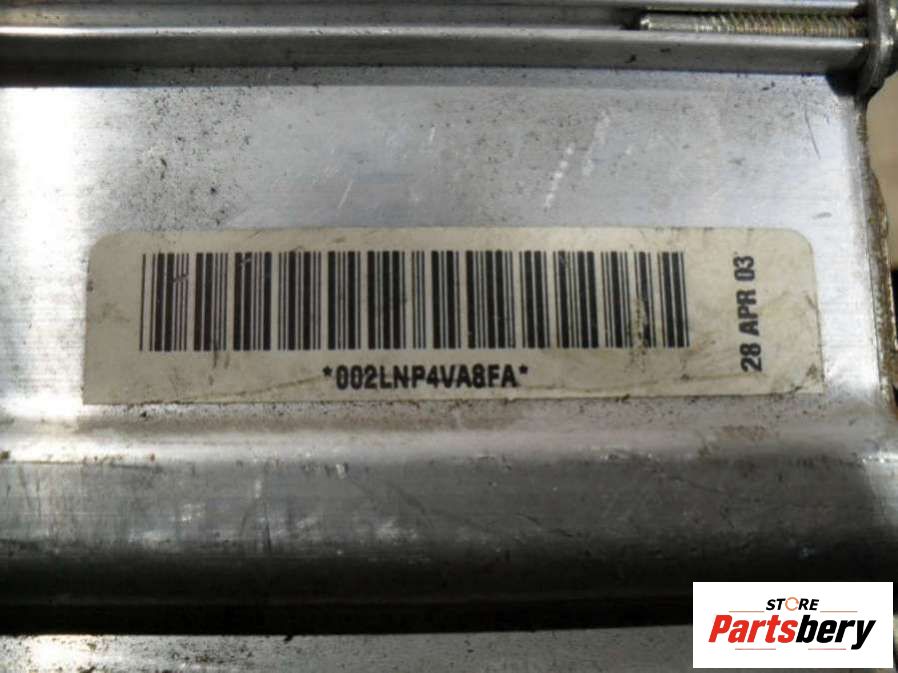 *002LNP4VA8FA*
28 APR 03
STORE
Partsbery